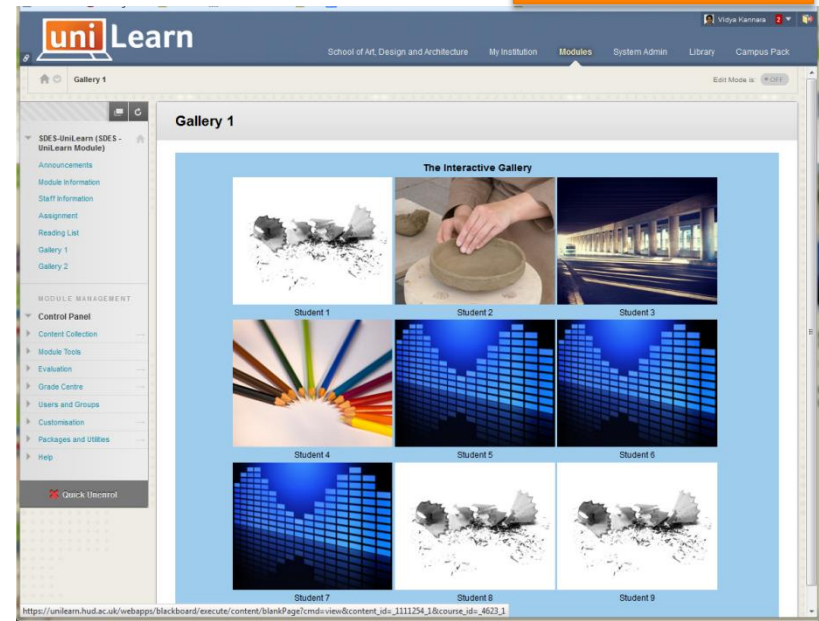 uni Learn
Vidya Kannara 2
School of Art, Design and Architecture My Institution Modules System Admin Library Campus Pack
Gallery 1
Edit Mode is: OFF
Gallery 1
SDES-UniLearn (SDES -
UniLearn Module)
Announcements
Module Information
Staff Information
Assignment
Reading List
Gallery 1
Gallery 2
MODULE MANAGEMENT
Control Panel
Content Collection
Module Tools
Evaluation
Grade Centre
Users and Groups
Customisation
Packages and Utilities
Help
Quick Unenrol
The Interactive Gallery
Student 1 Student 2 Student 3
Student 4 Student 5 Student 6
Student 7 Student 8 Student 9
https://unilearn.hud.ac.uk/webapps/blackboard/execute/content/blankPage?cmd=view&content_id=_1111254_1&course_id=_4623_1